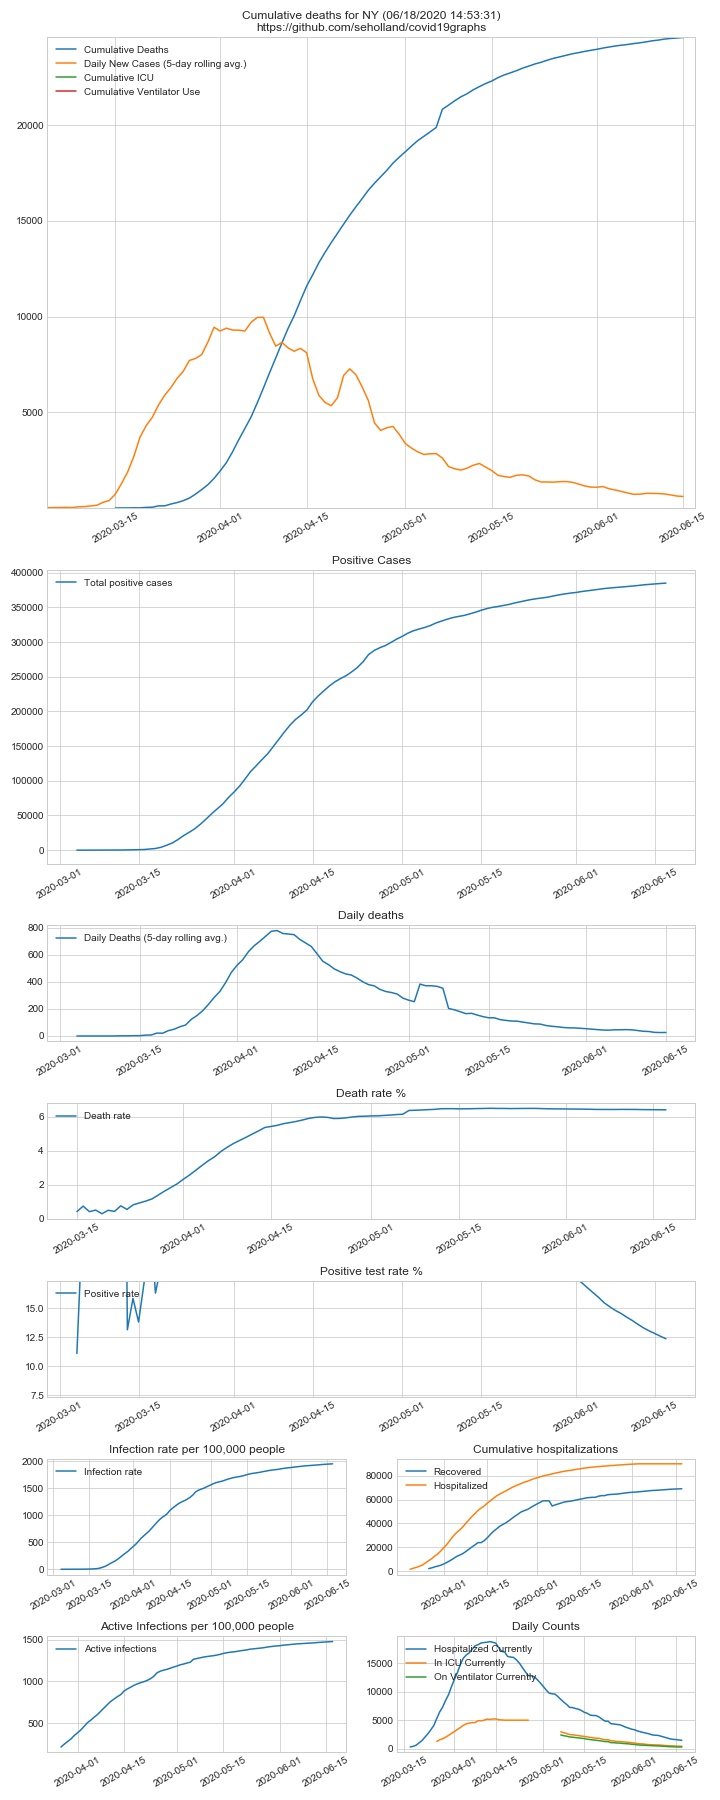 Cumulative deaths for NY (06/18/2020 14:53:31)
https://github.com/seholland/covid19graphs
Cumulative Deaths
Daily New Cases (5-day rolling avg.)
Cumulative ICU
Cumulative Ventilator Use
20000
15000
10000
5000
2020-03-15 2020-04-01 2020-04-15 2020-05-01 2020-05-15 2020-06-01 2020-06-15
Positive Cases
Total positive cases
400000
350000
300000
250000
200000
150000
100000
50000
0
2020-03-01 2020-03-15 2020-04-01 2020-04-15 2020-05-01 2020-05-15 2020-06-01 2020-06-15
Daily deaths
Daily Deaths (5-day rolling avg.)
800
600
400
200
0
2020-03-01 2020-03-15 2020-04-01 2020-04-15 2020-05-01 2020-05-15 2020-06-01 2020-06-15
Death rate %
Death rate
6
4
2
0
2020-03-15 2020-04-01 2020-04-15 2020-05-01 2020-05-15 2020-06-01 2020-06-15
Positive test rate %
Positive rate
15.0
12.5
10.0
7.5
2020-03-01 2020-03-15 2020-04-01 2020-04-15 2020-05-01 2020-05-15 2020-06-01 2020-06-15
Infection rate per 100,000 people
Infection rate
2000
1500
1000
500
0
2020-03-01 2020-03-15 2020-04-01 2020-04-15 2020-05-01 2020-05-15 2020-06-01 2020-06-15
Cumulative hospitalizations
Recovered
Hospitalized
80000
60000
40000
20000
0
2020-04-01 2020-04-15 2020-05-01 2020-05-15 2020-06-01 2020-06-15
Active Infections per 100,000 people
Active infections
1500
1000
500
2020-04-01 2020-04-15 2020-05-01 2020-05-15 2020-06-01 2020-06-15
Daily Counts
Hospitalized Currently
In ICU Currently
On Ventilator Currently
15000
10000
5000
0
2020-03-15 2020-04-01 2020-04-15 2020-05-01 2020-05-15 2020-06-01 2020-06-15